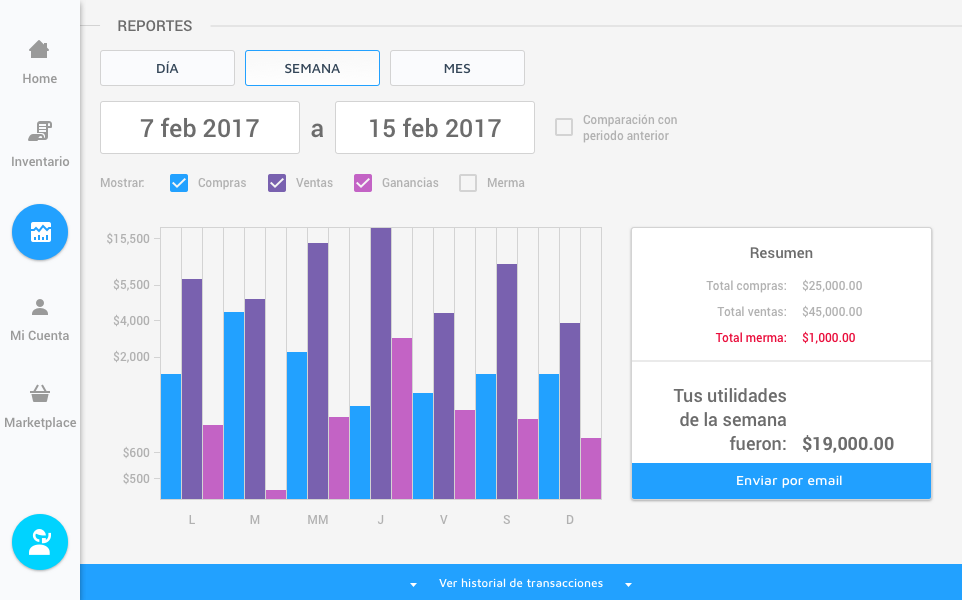 REPORTES
Home
Inventario
Mi Cuenta
Marketplace
DÍA
SEMANA
MES
7 feb 2017
a
15 feb 2017
Comparación con
periodo anterior
Mostrar:
Compras
Ventas
Ganancias
Merma
$15,500
$5,500
$4,000
$2,000
$600
$500
L
M
MM
J
V
S
D
Resumen
Total compras: $25,000.00
Total ventas: $45,000.00
Total merma: $1,000.00
Tus utilidades
de la semana
fueron: $19,000.00
Enviar por email
Ver historial de transacciones